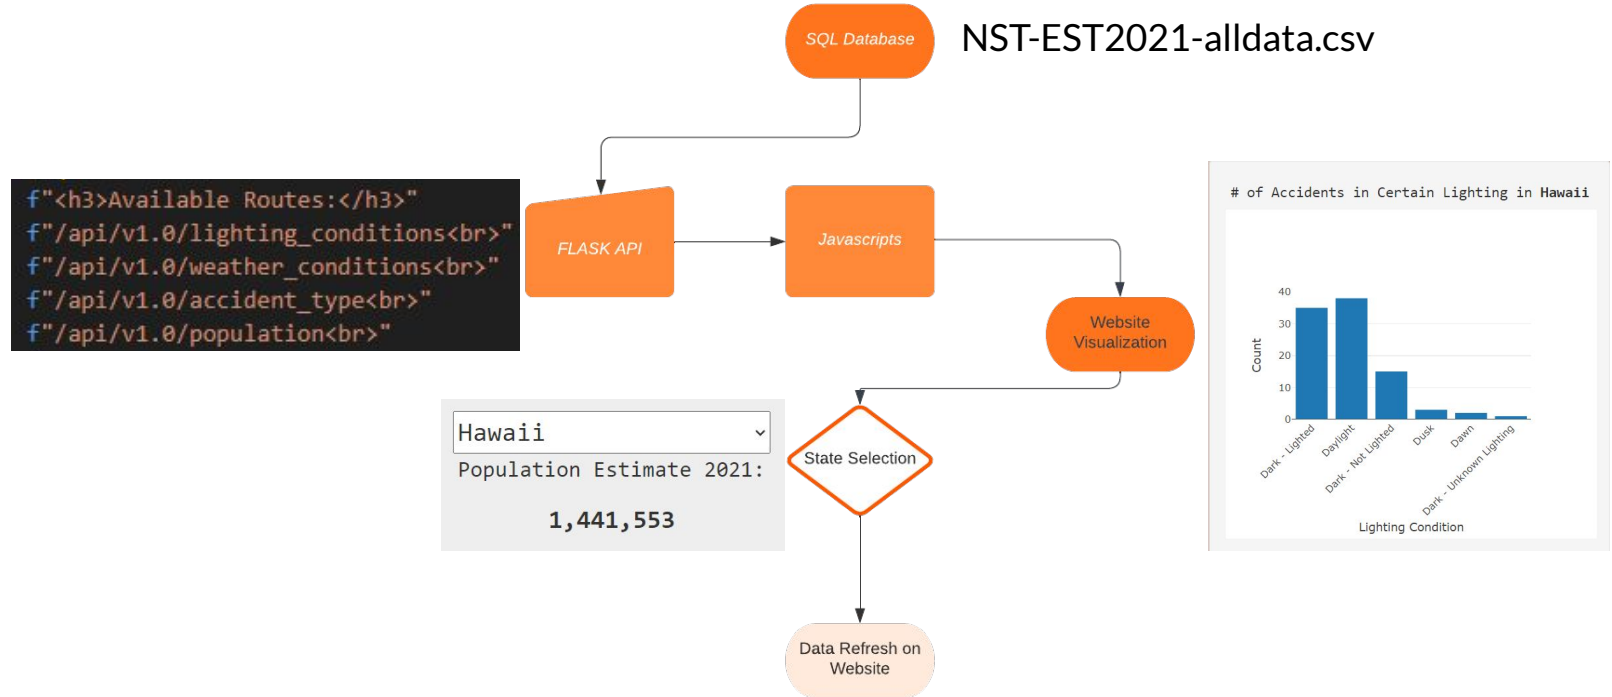 SQL Database
NST-EST2021-alldata.csv
f"<h3>Available Routes:</h3>"
f"/api/v1.0/lighting_conditions<br>"
f"/api/v1.0/weather_conditions<br>"
f"/api/v1.0/accident_type<br>"
f"/api/v1.0/population<br>"
FLASK API
Javascripts
Website
Visualization
# of Accidents in Certain Lighting in Hawaii
40
30
20
10
0
Count
Dark - Lighted
Daylight
Dark - Not Lighted
Dusk
Dawn
Dark - Unknown Lighting
Lighting Condition
Hawaii
Population Estimate 2021:
1,441,553
State Selection
Data Refresh on
Website